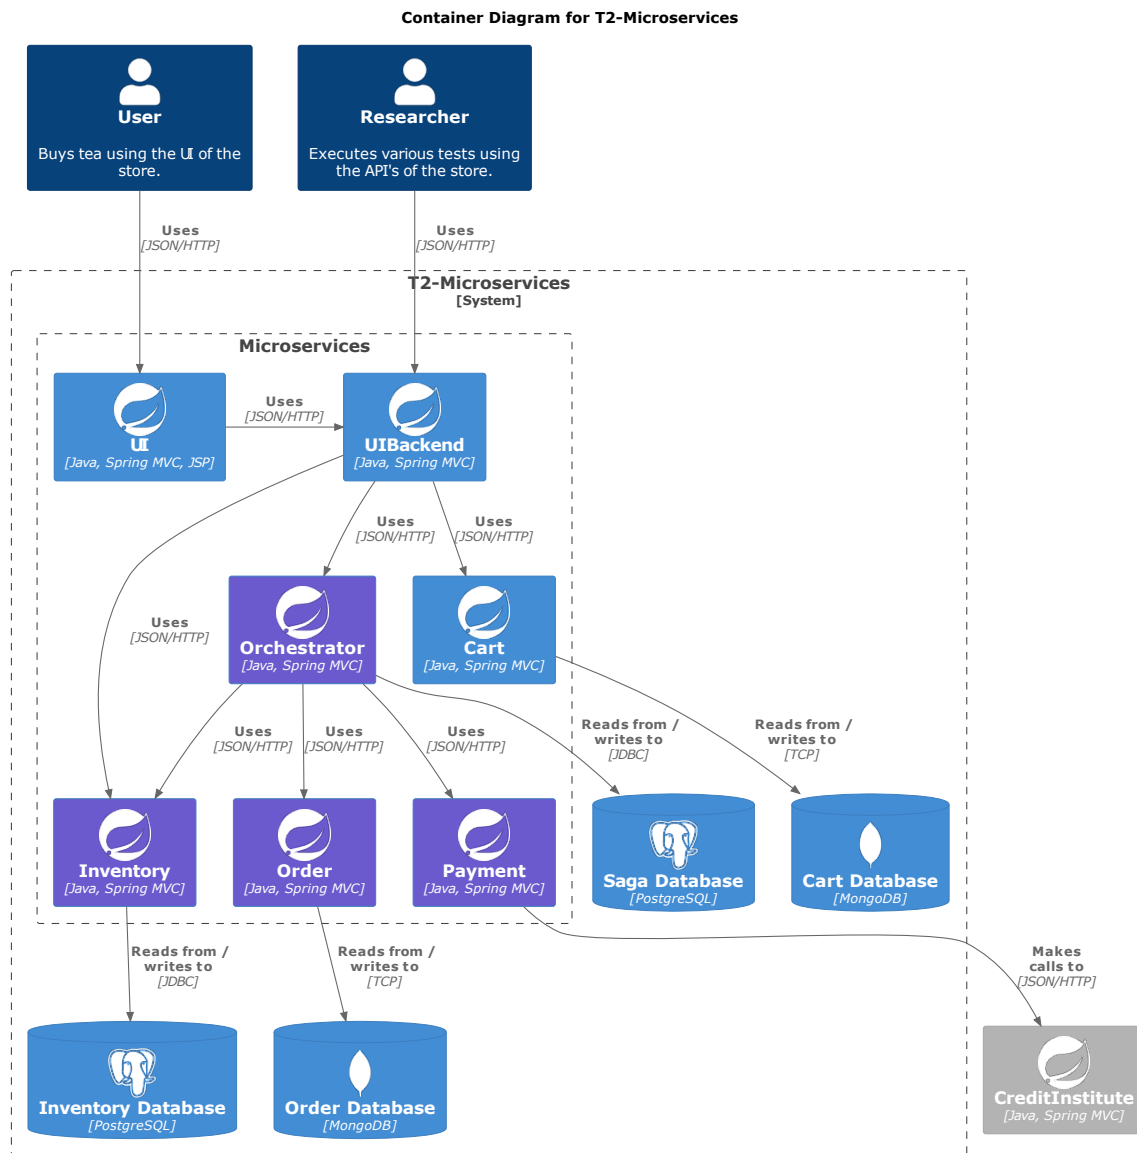 Container Diagram for T2-Microservices
User
Buys tea using the UI of the
store.
Researcher
Executes various tests using
the API's of the store.
Uses
[JSON/HTTP]
Uses
[JSON/HTTP]
T2-Microservices
[System]
Microservices
UI
[Java, Spring MVC, JSP]
Uses
[JSON/HTTP]
UIBackend
[Java, Spring MVC]
Uses
[JSON/HTTP]
Uses
[JSON/HTTP]
Uses
[JSON/HTTP]
Orchestrator
[Java, Spring MVC]
Cart
[Java, Spring MVC]
Uses
[JSON/HTTP]
Uses
[JSON/HTTP]
Uses
[JSON/HTTP]
Reads from /
writes to
[JDBC]
Reads from /
writes to
[TCP]
Inventory
[Java, Spring MVC]
Order
[Java, Spring MVC]
Payment
[Java, Spring MVC]
Saga Database
[PostgreSQL]
Cart Database
[MongoDB]
Reads from /
writes to
[JDBC]
Reads from /
writes to
[TCP]
Makes
calls to
[JSON/HTTP]
Inventory Database
[PostgreSQL]
Order Database
[MongoDB]
CreditInstitute
[Java, Spring MVC]